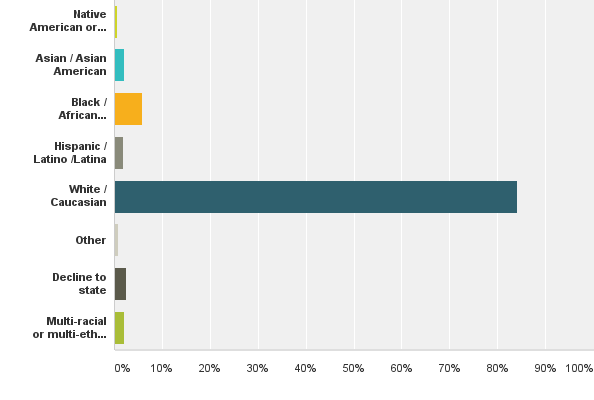 Native
American or...
Asian / Asian
American
Black /
African...
Hispanic /
Latino /Latina
White /
Caucasian
Other
Decline to
state
Multi-racial
or multi-eth...
0% 10% 20% 30% 40% 50% 60% 70% 80% 90% 100%